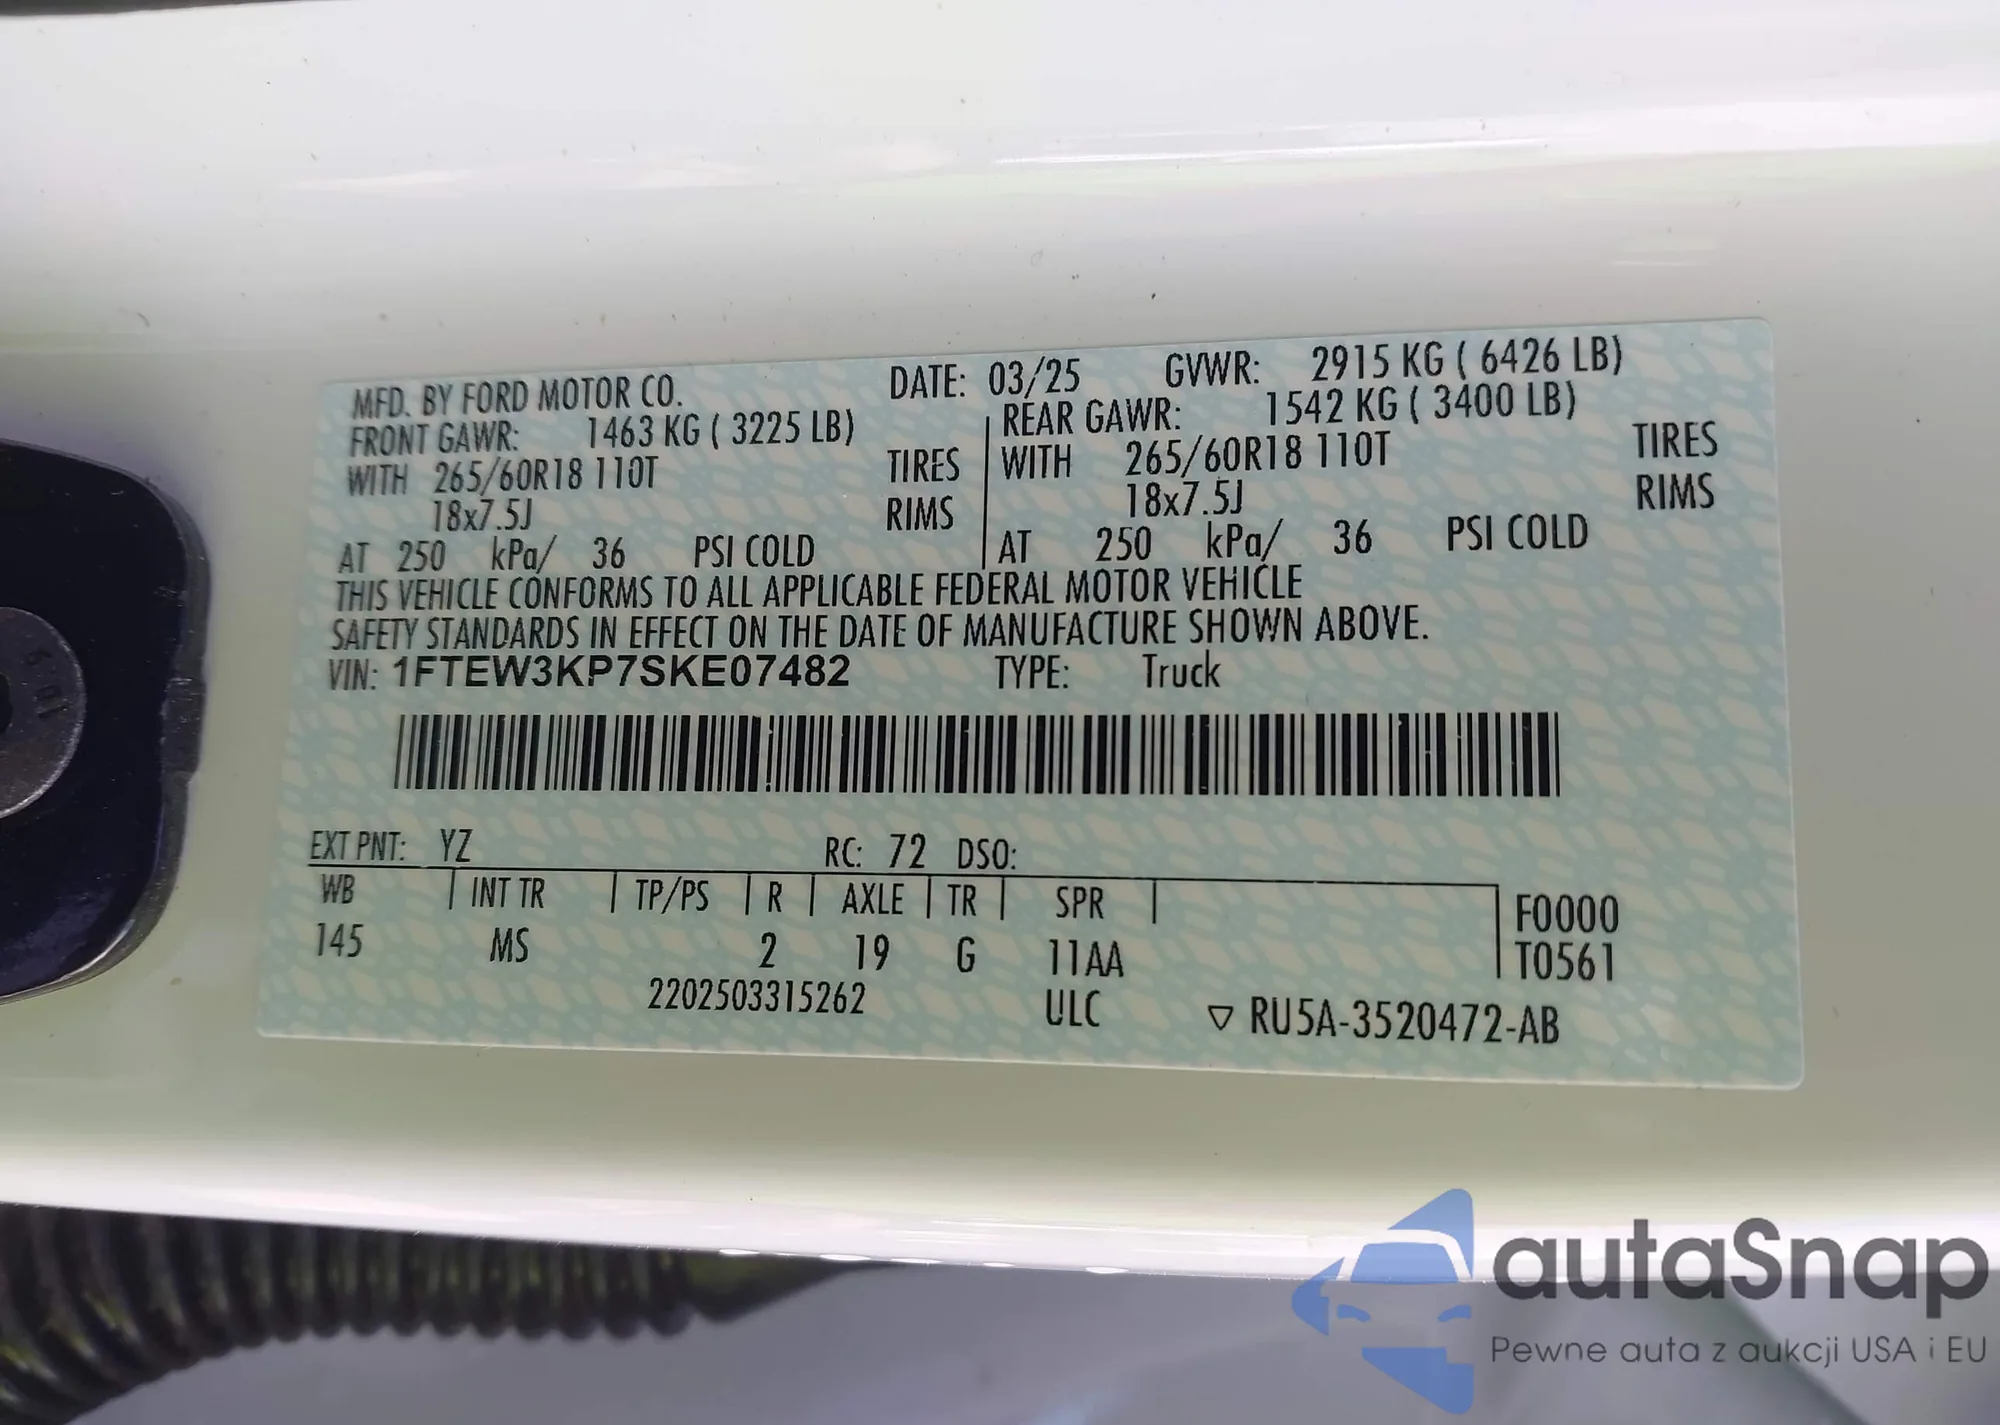 MFD. BY FORD MOTOR CO. DATE: 03/25 GVWR: 2915 KG ( 6426 LB)
FRONT GAWR: 1463 KG ( 3225 LB) REAR GAWR: 1542 KG ( 3400 LB)
WITH 265/60R18 110T TIRES WITH 265/60R18 110T TIRES
18x7.5J RIMS 18x7.5J RIMS
AT 250 kPa/ 36 PSI COLD AT 250 kPa/ 36 PSI COLD
THIS VEHICLE CONFORMS TO ALL APPLICABLE FEDERAL MOTOR VEHICLE
SAFETY STANDARDS IN EFFECT ON THE DATE OF MANUFACTURE SHOWN ABOVE.
VIN: 1FTEW3KP7SKE07482 TYPE: Truck
EXT PNT: YZ RC: 72 DSO:
WB INT TR TP/PS R AXLE TR SPR F0000
145 MS 2 19 G 11AA T0561
2202503315262 ULC ▽ RU5A-3520472-AB
10.9
autaSnap
Pewne auta z aukcji USA i EU